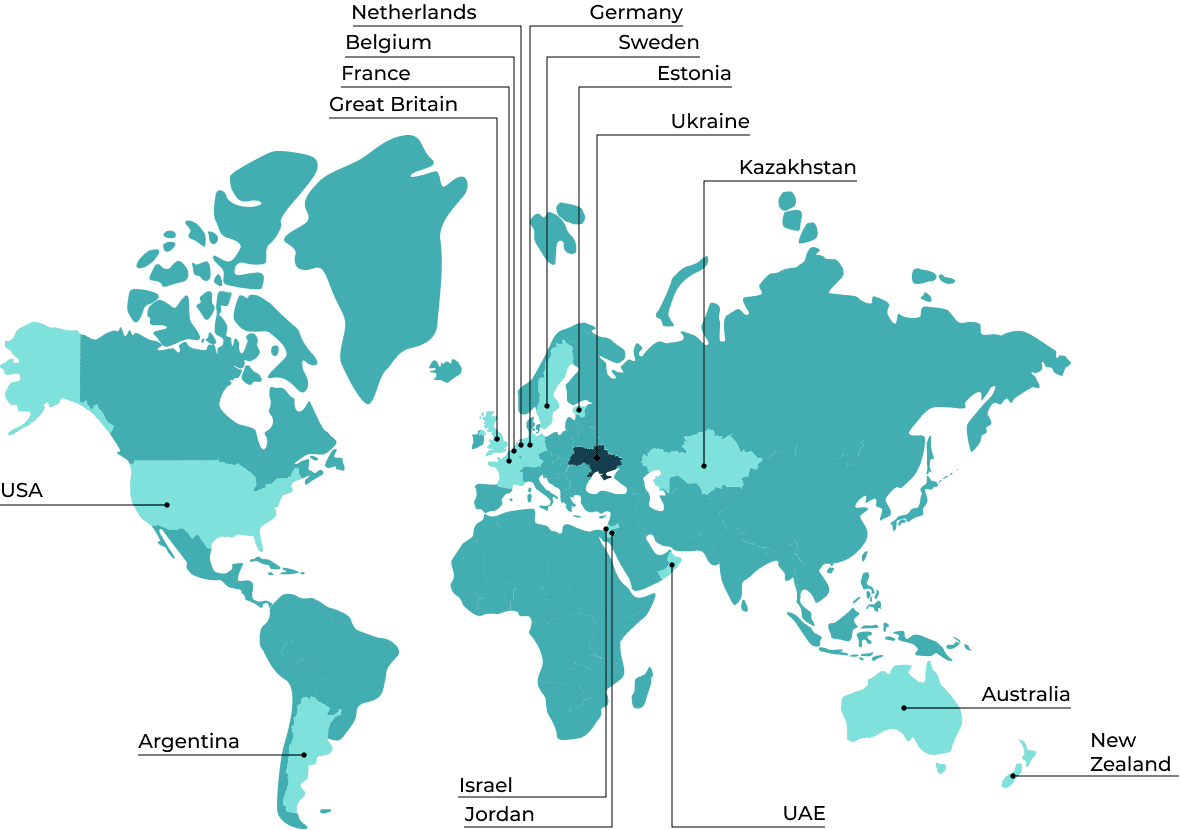 Netherlands
Germany
Belgium
Sweden
France
Estonia
Great Britain
Ukraine
Kazakhstan
USA
Australia
Argentina
New
Zealand
Israel
Jordan
UAE